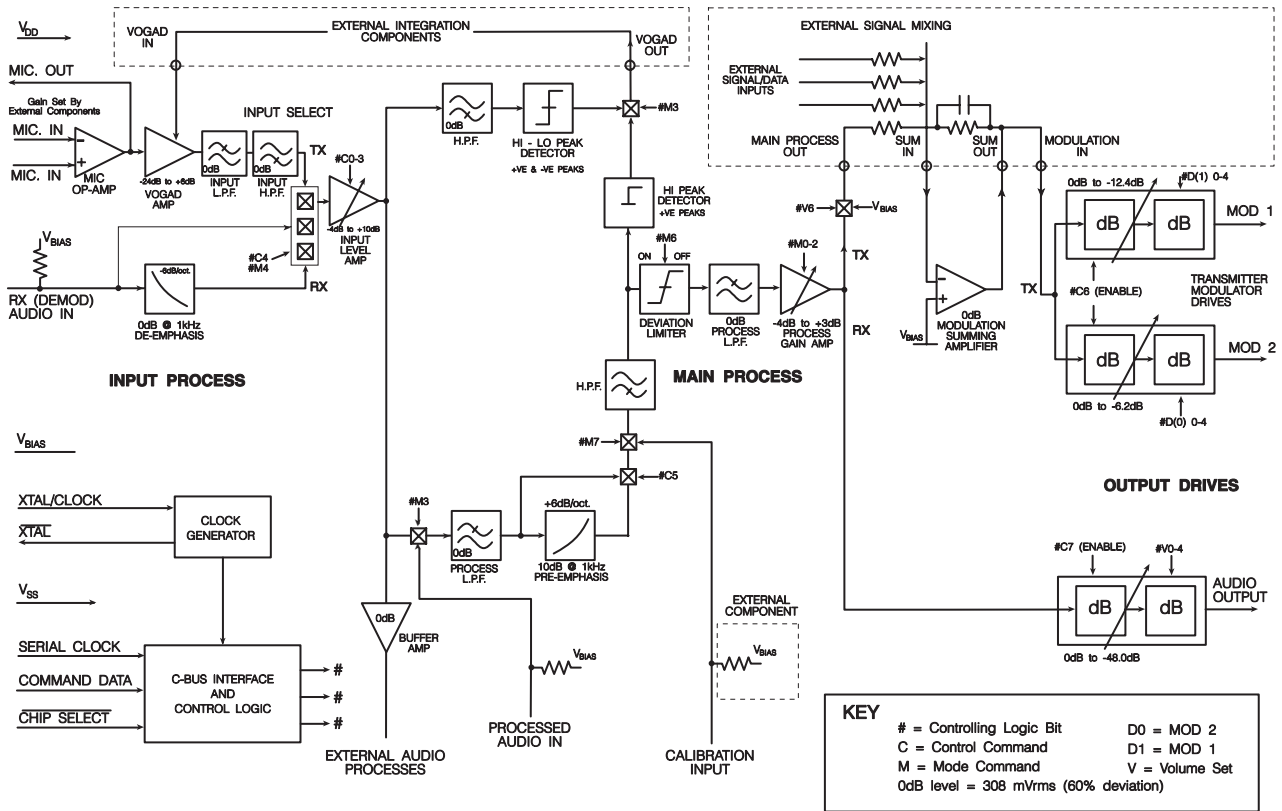 V_DD
MIC. OUT
Gain Set By
External Components
MIC. IN
MIC. IN
MIC
OP-AMP
-24dB to +6dB
VOGAD
AMP
0dB
INPUT
L.P.F.
0dB
INPUT
H.P.F.
INPUT SELECT
TX
#C0-3
-4dB to +10dB
INPUT
LEVEL
AMP
#C4
#M4
RX
V_BIAS
RX (DEMOD)
AUDIO IN
-6dB/oct.
0dB @ 1kHz
DE-EMPHASIS
INPUT PROCESS
VOGAD
IN
EXTERNAL INTEGRATION
COMPONENTS
VOGAD
OUT
0dB
H.P.F.
HI - LO PEAK
DETECTOR
+VE & -VE PEAKS
#M3
HI PEAK
DETECTOR
+VE PEAKS
#M6
ON OFF
DEVIATION
LIMITER
0dB
PROCESS
L.P.F.
#M0-2
-4dB to +3dB
PROCESS
GAIN AMP
H.P.F.
MAIN PROCESS
#M7
#C5
EXTERNAL SIGNAL MIXING
EXTERNAL
SIGNAL/DATA
INPUTS
MAIN PROCESS
OUT
SUM
IN
SUM
OUT
MODULATION
IN
#V6
V_BIAS
TX
RX
V_BIAS
0dB
MODULATION
SUMMING
AMPLIFIER
TX
0dB to -12.4dB
#D(1) 0-4
dB
dB
MOD 1
#C6 (ENABLE)
TRANSMITTER
MODULATOR
DRIVES
dB
dB
MOD 2
0dB to -6.2dB
#D(0) 0-4
OUTPUT DRIVES
V_BIAS
XTAL/CLOCK
XTAL
CLOCK
GENERATOR
V_SS
SERIAL CLOCK
COMMAND DATA
CHIP SELECT
C-BUS INTERFACE
AND
CONTROL LOGIC
#
#
#
#M3
0dB
PROCESS
L.P.F.
+6dB/oct.
10dB @ 1kHz
PRE-EMPHASIS
0dB
BUFFER
AMP
EXTERNAL AUDIO
PROCESSES
V_BIAS
PROCESSED
AUDIO IN
EXTERNAL
COMPONENT
V_BIAS
CALIBRATION
INPUT
#C7 (ENABLE)
#V0-4
dB
dB
0dB to -48.0dB
AUDIO
OUTPUT
KEY
# = Controlling Logic Bit D0 = MOD 2
C = Control Command D1 = MOD 1
M = Mode Command V = Volume Set
0dB level = 308 mVrms (60% deviation)